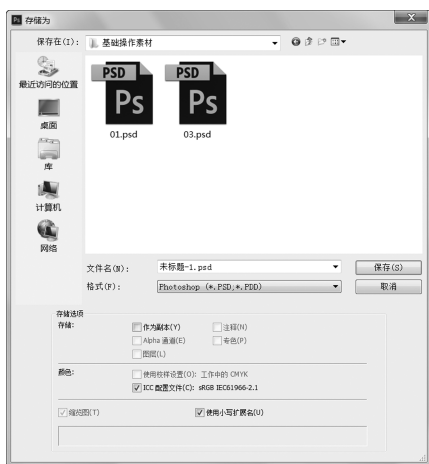 Ps 存储为
保存在(I): 基础操作素材
最近访问的位置
桌面
库
计算机
网络
PSD PSD
Ps Ps
01.psd 03.psd
文件名(N): 未标题-1.psd 保存(S)
格式(F): Photoshop (*.PSD;*.PDD) 取消
存储选项
存储: 作为副本(Y) 注释(N)
Alpha 通道(E) 专色(P)
图层(L)
颜色: 使用校样设置(O): 工作中的 CMYK
ICC 配置文件(C): sRGB IEC61966-2.1
缩览图(T) 使用小写扩展名(U)